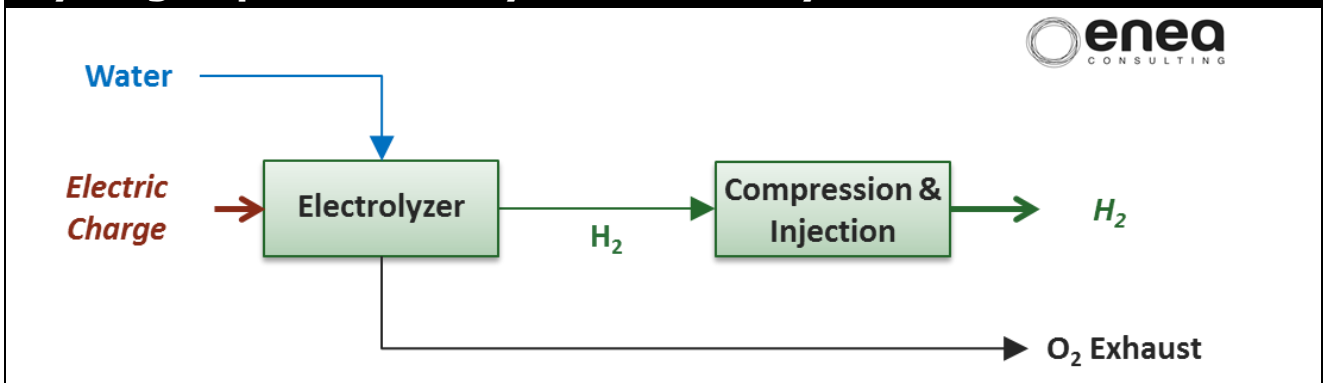 enea
CONSULTING
Water
Electric
Charge
Electrolyzer
H₂
Compression &
Injection
H₂
O₂ Exhaust